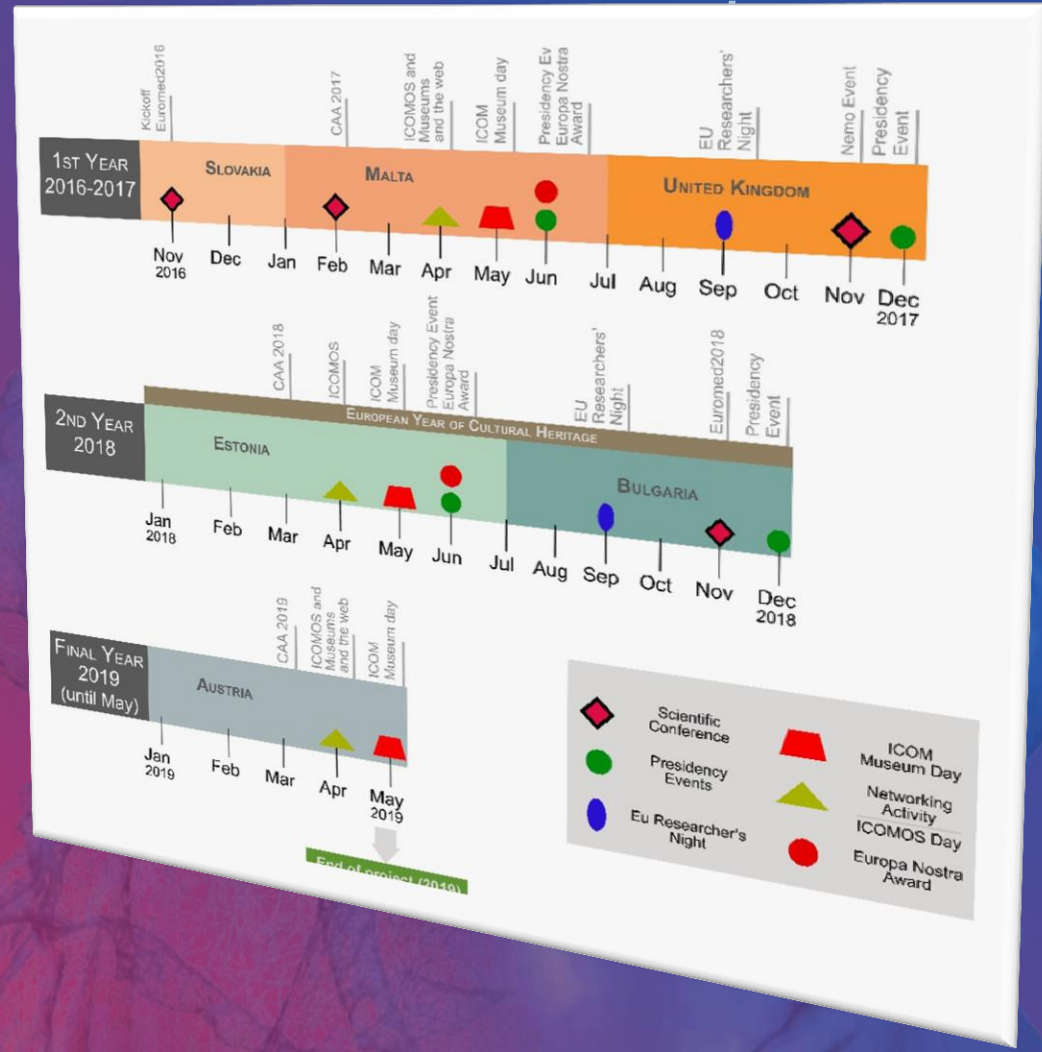 Kickoff
Euromed2016
CAA 2017
ICOMOS and
Museums
and the web
ICOM
Museum day
Presidency Ev
Europa Nostra
Award
EU
Researchers'
Night
Nemo Event
Presidency
Event
1ST YEAR
2016-2017
SLOVAKIA
MALTA
UNITED KINGDOM
Nov
2016
Dec
Jan
Feb
Mar
Apr
May
Jun
Jul
Aug
Sep
Oct
Nov
Dec
2017
CAA 2018
ICOMOS
ICOM
Museum day
Presidency Event
Europa Nostra
Award
EU
Researchers'
Night
Euromed2018
Presidency
Event
2ND YEAR
2018
EUROPEAN YEAR OF CULTURAL HERITAGE
ESTONIA
BULGARIA
Jan
2018
Feb
Mar
Apr
May
Jun
Jul
Aug
Sep
Oct
Nov
Dec
2018
CAA 2019
ICOMOS and
Museums
and the web
ICOM
Museum day
FINAL YEAR
2019
(until May)
AUSTRIA
Jan
2019
Feb
Mar
Apr
May
2019
End of project (2019)
Scientific
Conference
Presidency
Events
Eu Researcher's
Night
ICOM
Museum Day
Networking
Activity
ICOMOS Day
Europa Nostra
Award